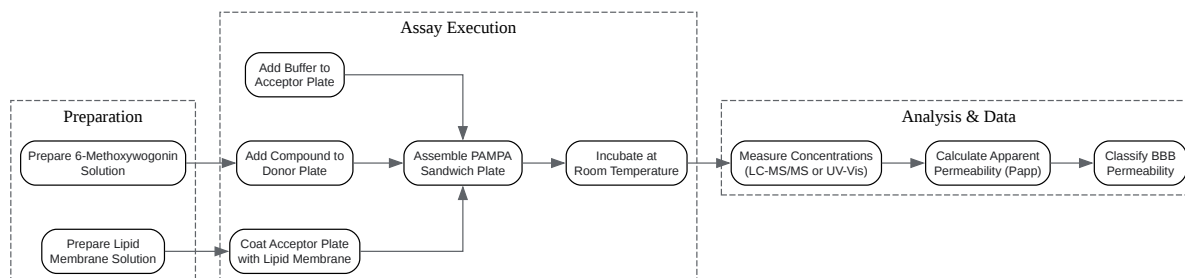 Assay Execution
Add Buffer to
Acceptor Plate
Preparation
Analysis & Data
Prepare 6-Methoxywogonin
Solution
Add Compound to
Donor Plate
Assemble PAMPA
Sandwich Plate
Incubate at
Room Temperature
Measure Concentrations
(LC-MS/MS or UV-Vis)
Calculate Apparent
Permeability (Papp)
Classify BBB
Permeability
Prepare Lipid
Membrane Solution
Coat Acceptor Plate
with Lipid Membrane